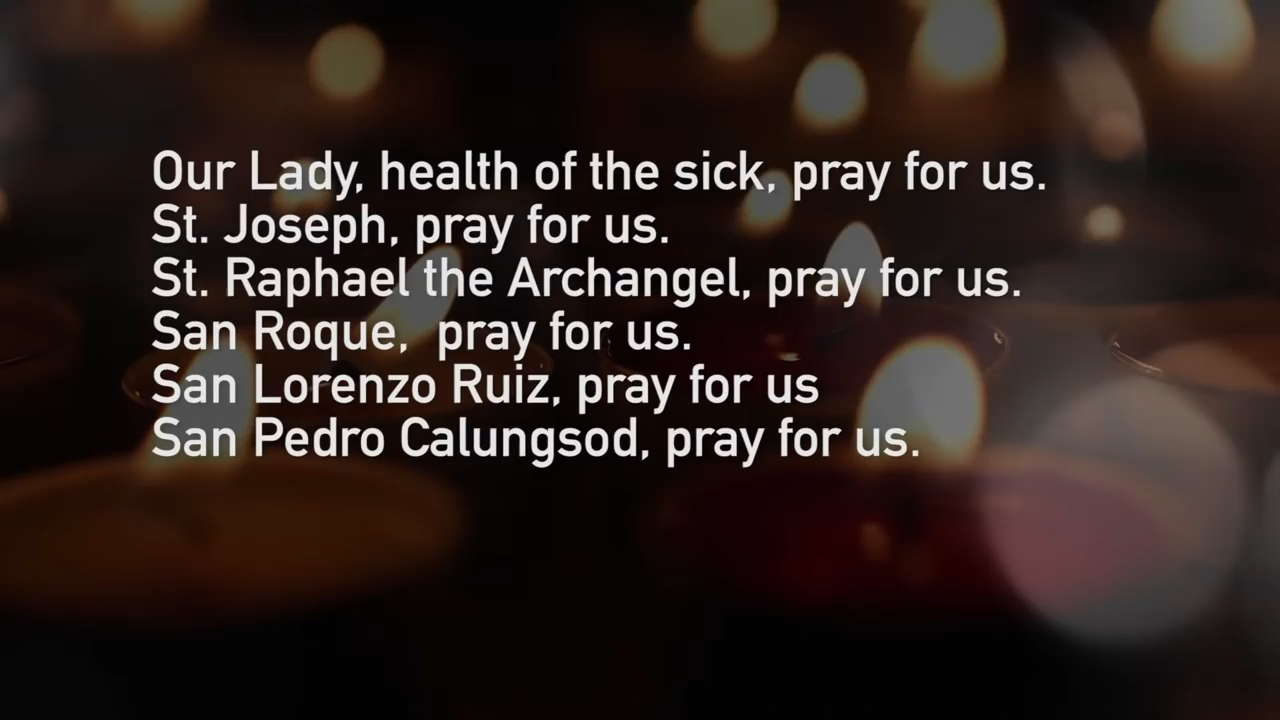 Our Lady, health of the sick, pray for us.
St. Joseph, pray for us.
St. Raphael the Archangel, pray for us.
San Roque,  pray for us.
San Lorenzo Ruiz, pray for us
San Pedro Calungsod, pray for us.